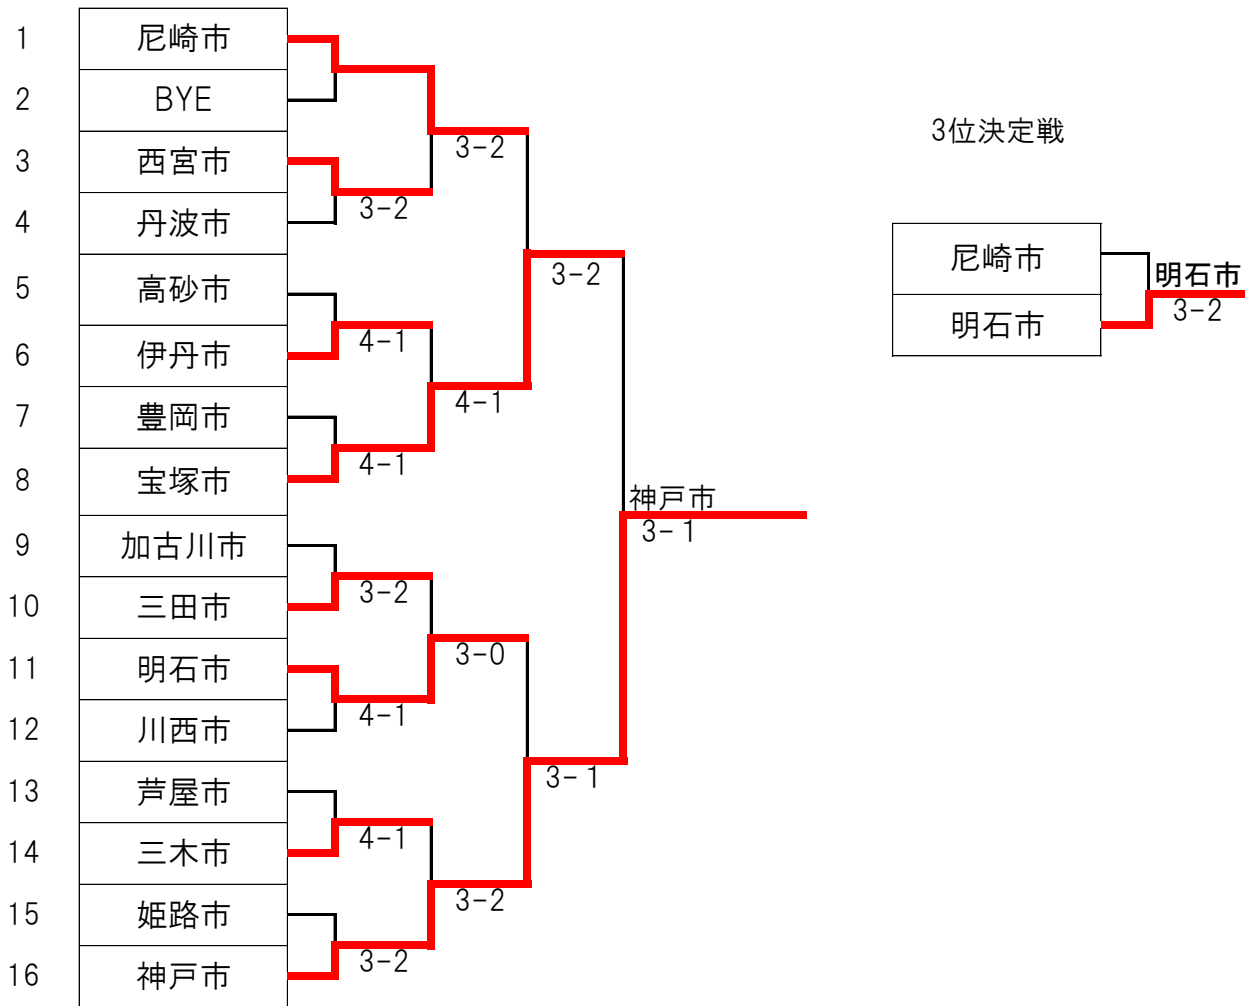 1 尼崎市
2 BYE
3 西宮市
4 丹波市
5 高砂市
6 伊丹市
7 豊岡市
8 宝塚市
9 加古川市
10 三田市
11 明石市
12 川西市
13 芦屋市
14 三木市
15 姫路市
16 神戸市
3-2
4-1
4-1
3-2
4-1
4-1
3-2
3-2
4-1
3-0
3-2
3-2
3-1
神戸市
3-1
3位決定戦
尼崎市
明石市
明石市
3-2